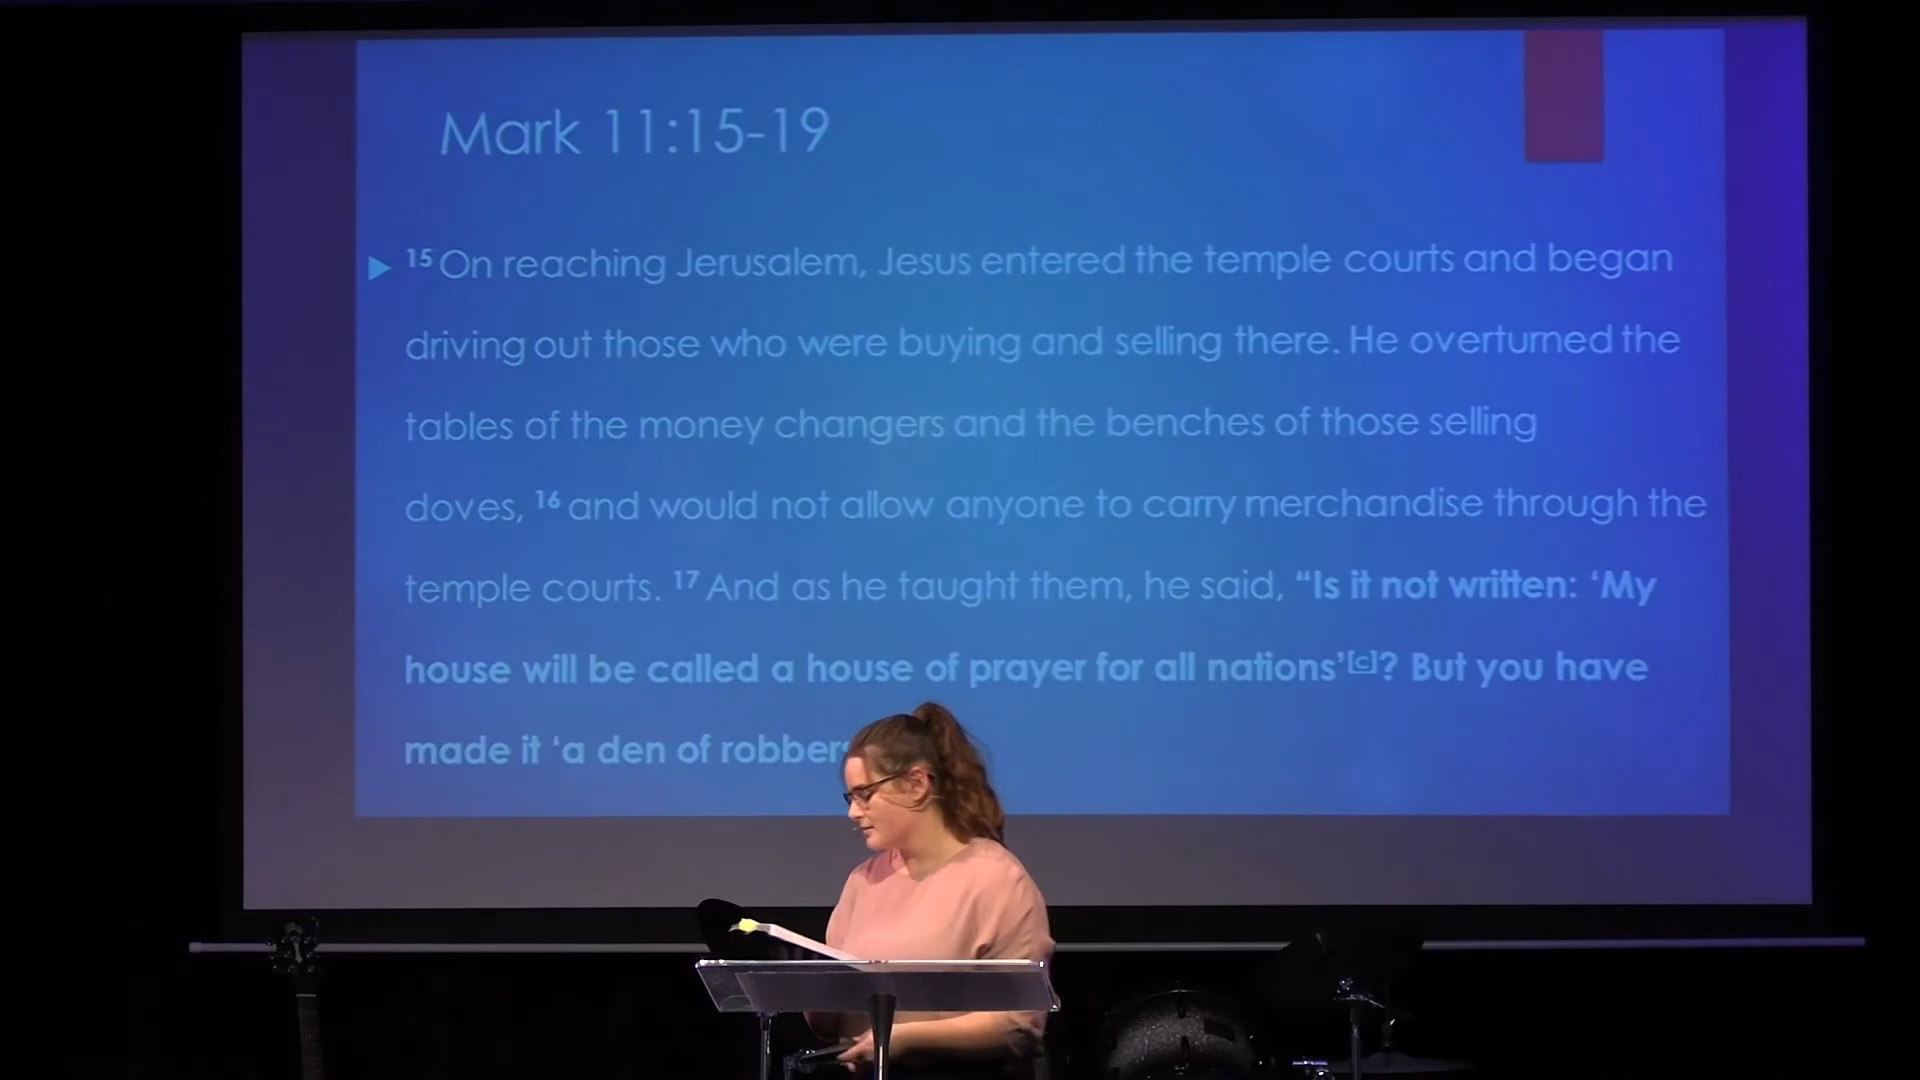 Mark 11:15-19
15 On reaching Jerusalem, Jesus entered the temple courts and began
driving out those who were buying and selling there. He overturned the
tables of the money changers and the benches of those selling
doves, 16 and would not allow anyone to carry merchandise through the
temple courts. 17 And as he taught them, he said, “Is it not written: ‘My
house will be called a house of prayer for all nations’[c]? But you have
made it ‘a den of robbers